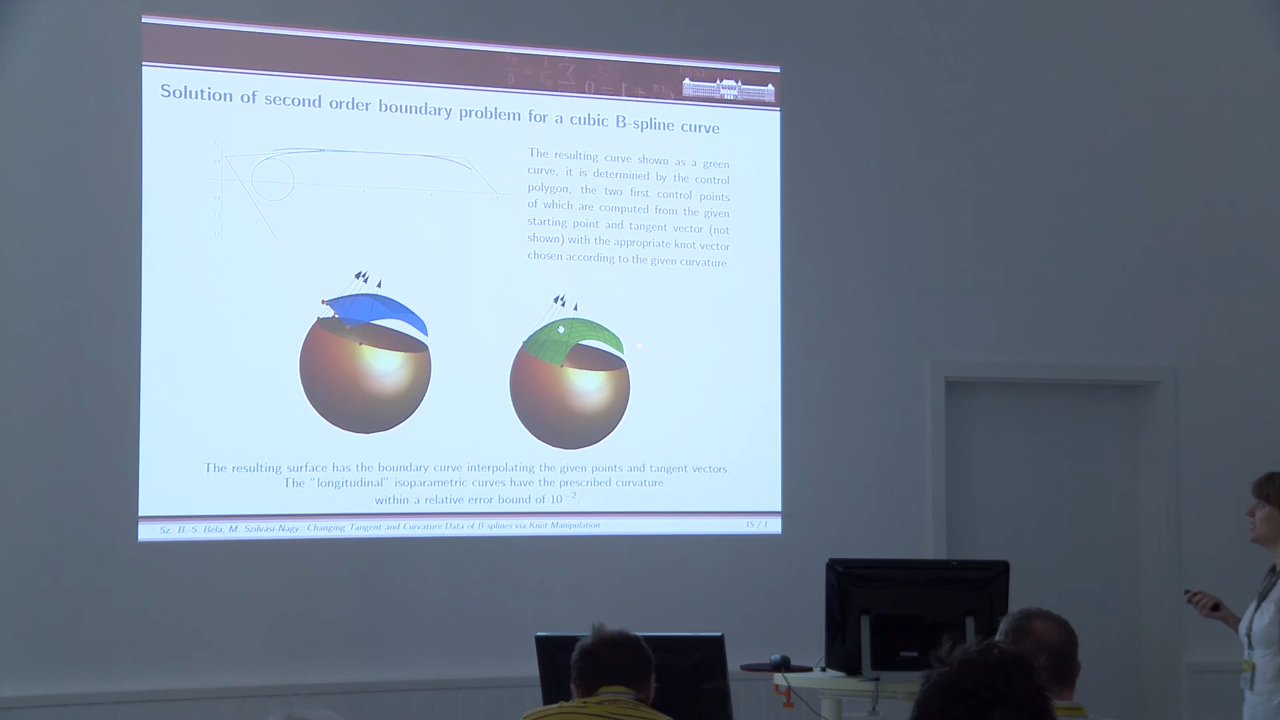 Solution of second order boundary problem for a cubic B-spline curve
The resulting curve shown as a green
curve, it is determined by the control
polygon, the two first control points
of which are computed from the given
starting point and tangent vector (not
shown) with the appropriate knot vector
chosen according to the given curvature.
The resulting surface has the boundary curve interpolating the given points and tangent vectors.
The "longitudinal" isoparametric curves have the prescribed curvature
within a relative error bound of 10⁻².
Sz. B.-S. Béla, M. Szilvási-Nagy. Changing Tangent and Curvature Data of B-splines via Knot Manipulation
15 / 1